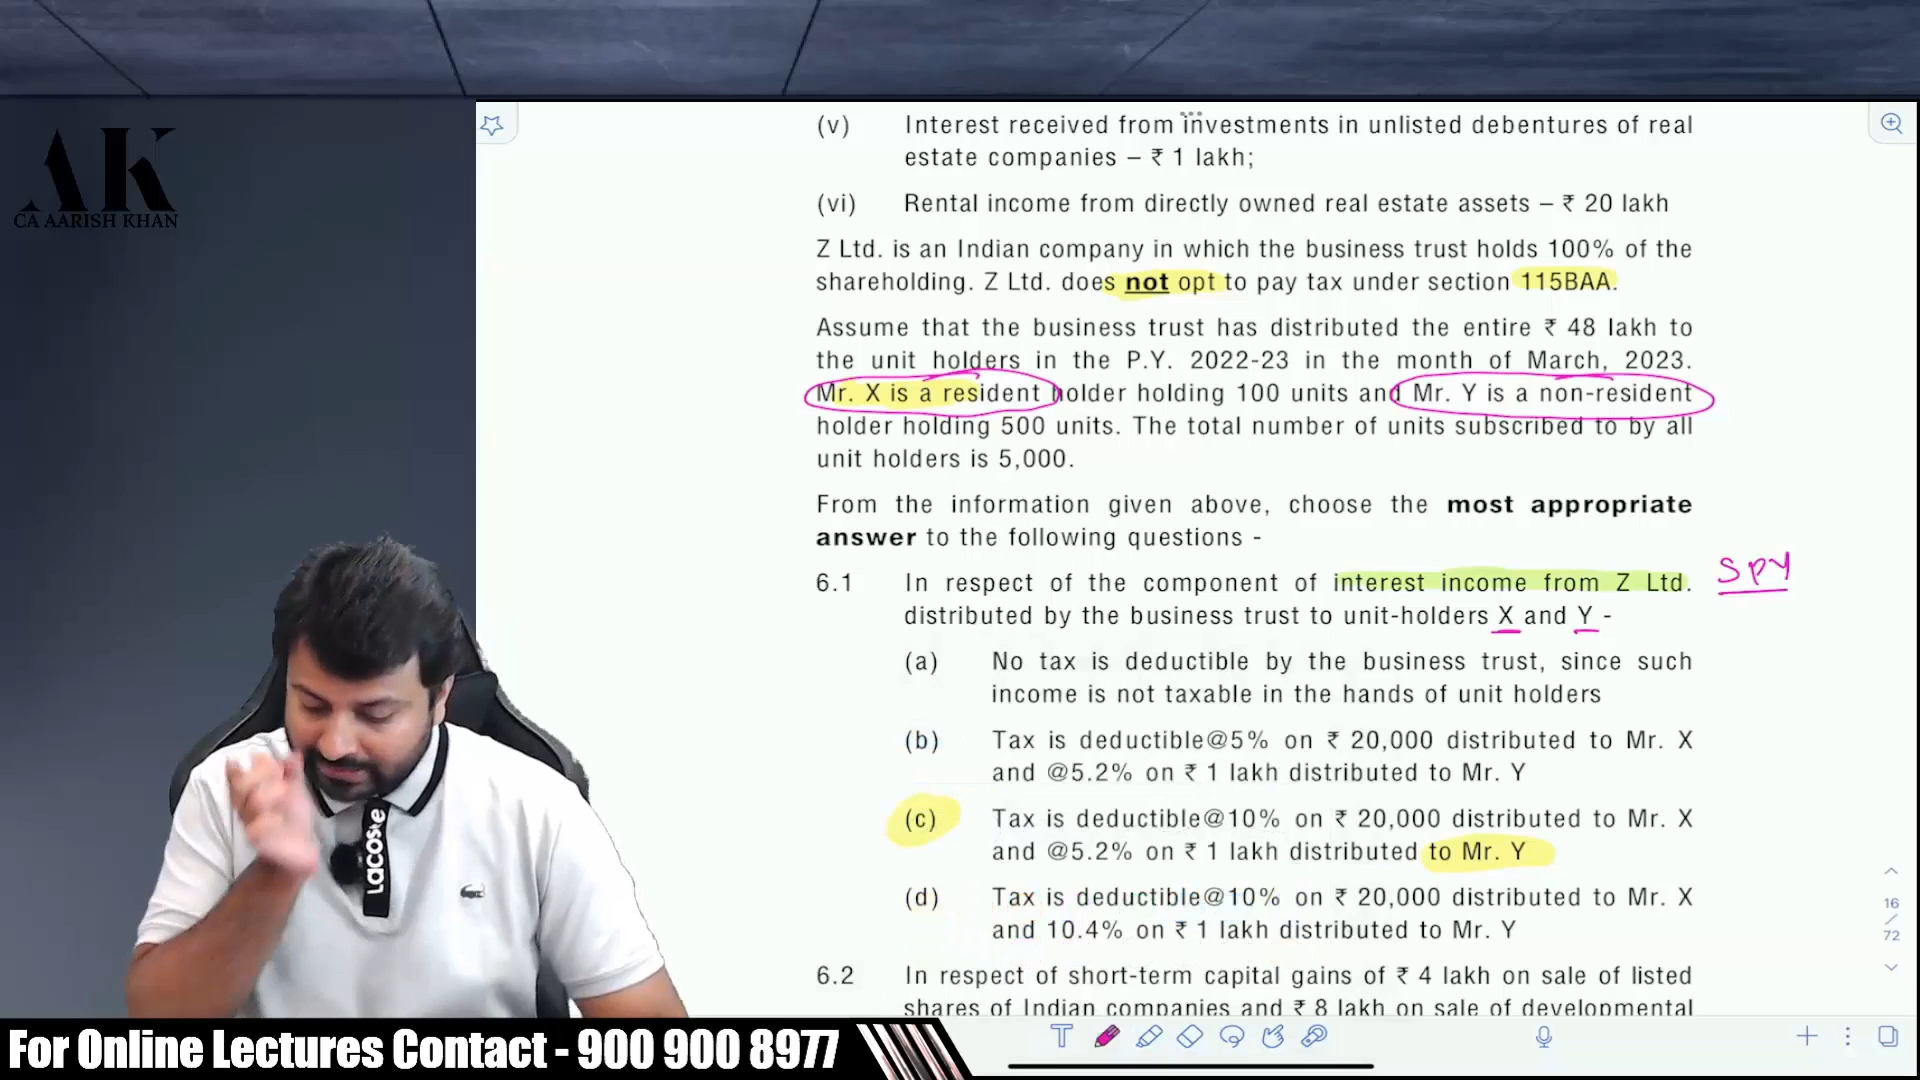 AK
CA AARISH KHAN
(v) Interest received from investments in unlisted debentures of real
estate companies – ₹ 1 lakh;
(vi) Rental income from directly owned real estate assets – ₹ 20 lakh
Z Ltd. is an Indian company in which the business trust holds 100% of the
shareholding. Z Ltd. does not opt to pay tax under section 115BAA.
Assume that the business trust has distributed the entire ₹ 48 lakh to
the unit holders in the P.Y. 2022-23 in the month of March, 2023.
Mr. X is a resident holder holding 100 units and Mr. Y is a non-resident
holder holding 500 units. The total number of units subscribed to by all
unit holders is 5,000.
From the information given above, choose the most appropriate
answer to the following questions -
6.1 In respect of the component of interest income from Z Ltd. SPV
distributed by the business trust to unit-holders X and Y -
(a) No tax is deductible by the business trust, since such
income is not taxable in the hands of unit holders
(b) Tax is deductible@5% on ₹ 20,000 distributed to Mr. X
and @5.2% on ₹ 1 lakh distributed to Mr. Y
(c) Tax is deductible@10% on ₹ 20,000 distributed to Mr. X
and @5.2% on ₹ 1 lakh distributed to Mr. Y
(d) Tax is deductible@10% on ₹ 20,000 distributed to Mr. X
and 10.4% on ₹ 1 lakh distributed to Mr. Y
6.2 In respect of short-term capital gains of ₹ 4 lakh on sale of listed
shares of Indian companies and ₹ 8 lakh on sale of developmental
16
72
LACOSTE
For Online Lectures Contact - 900 900 8977